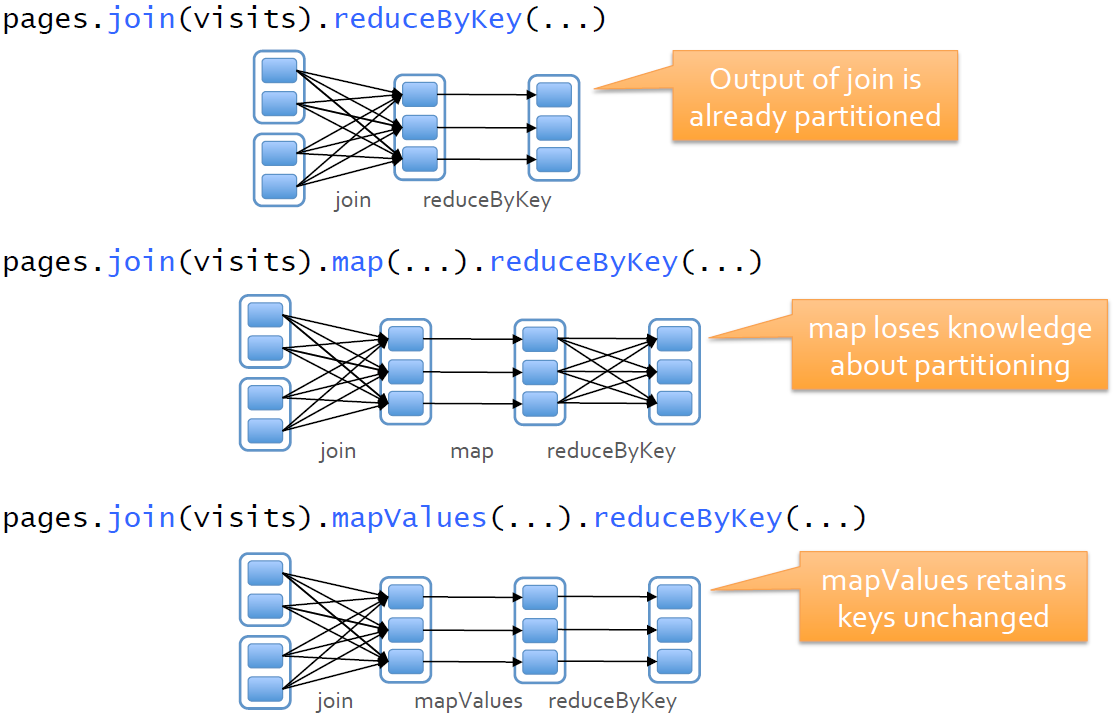 pages.join(visits).reduceByKey(...)
Output of join is
already partitioned
join
reduceByKey
pages.join(visits).map(...).reduceByKey(...)
map loses knowledge
about partitioning
join
map
reduceByKey
pages.join(visits).mapValues(...).reduceByKey(...)
mapValues retains
keys unchanged
join
mapValues
reduceByKey